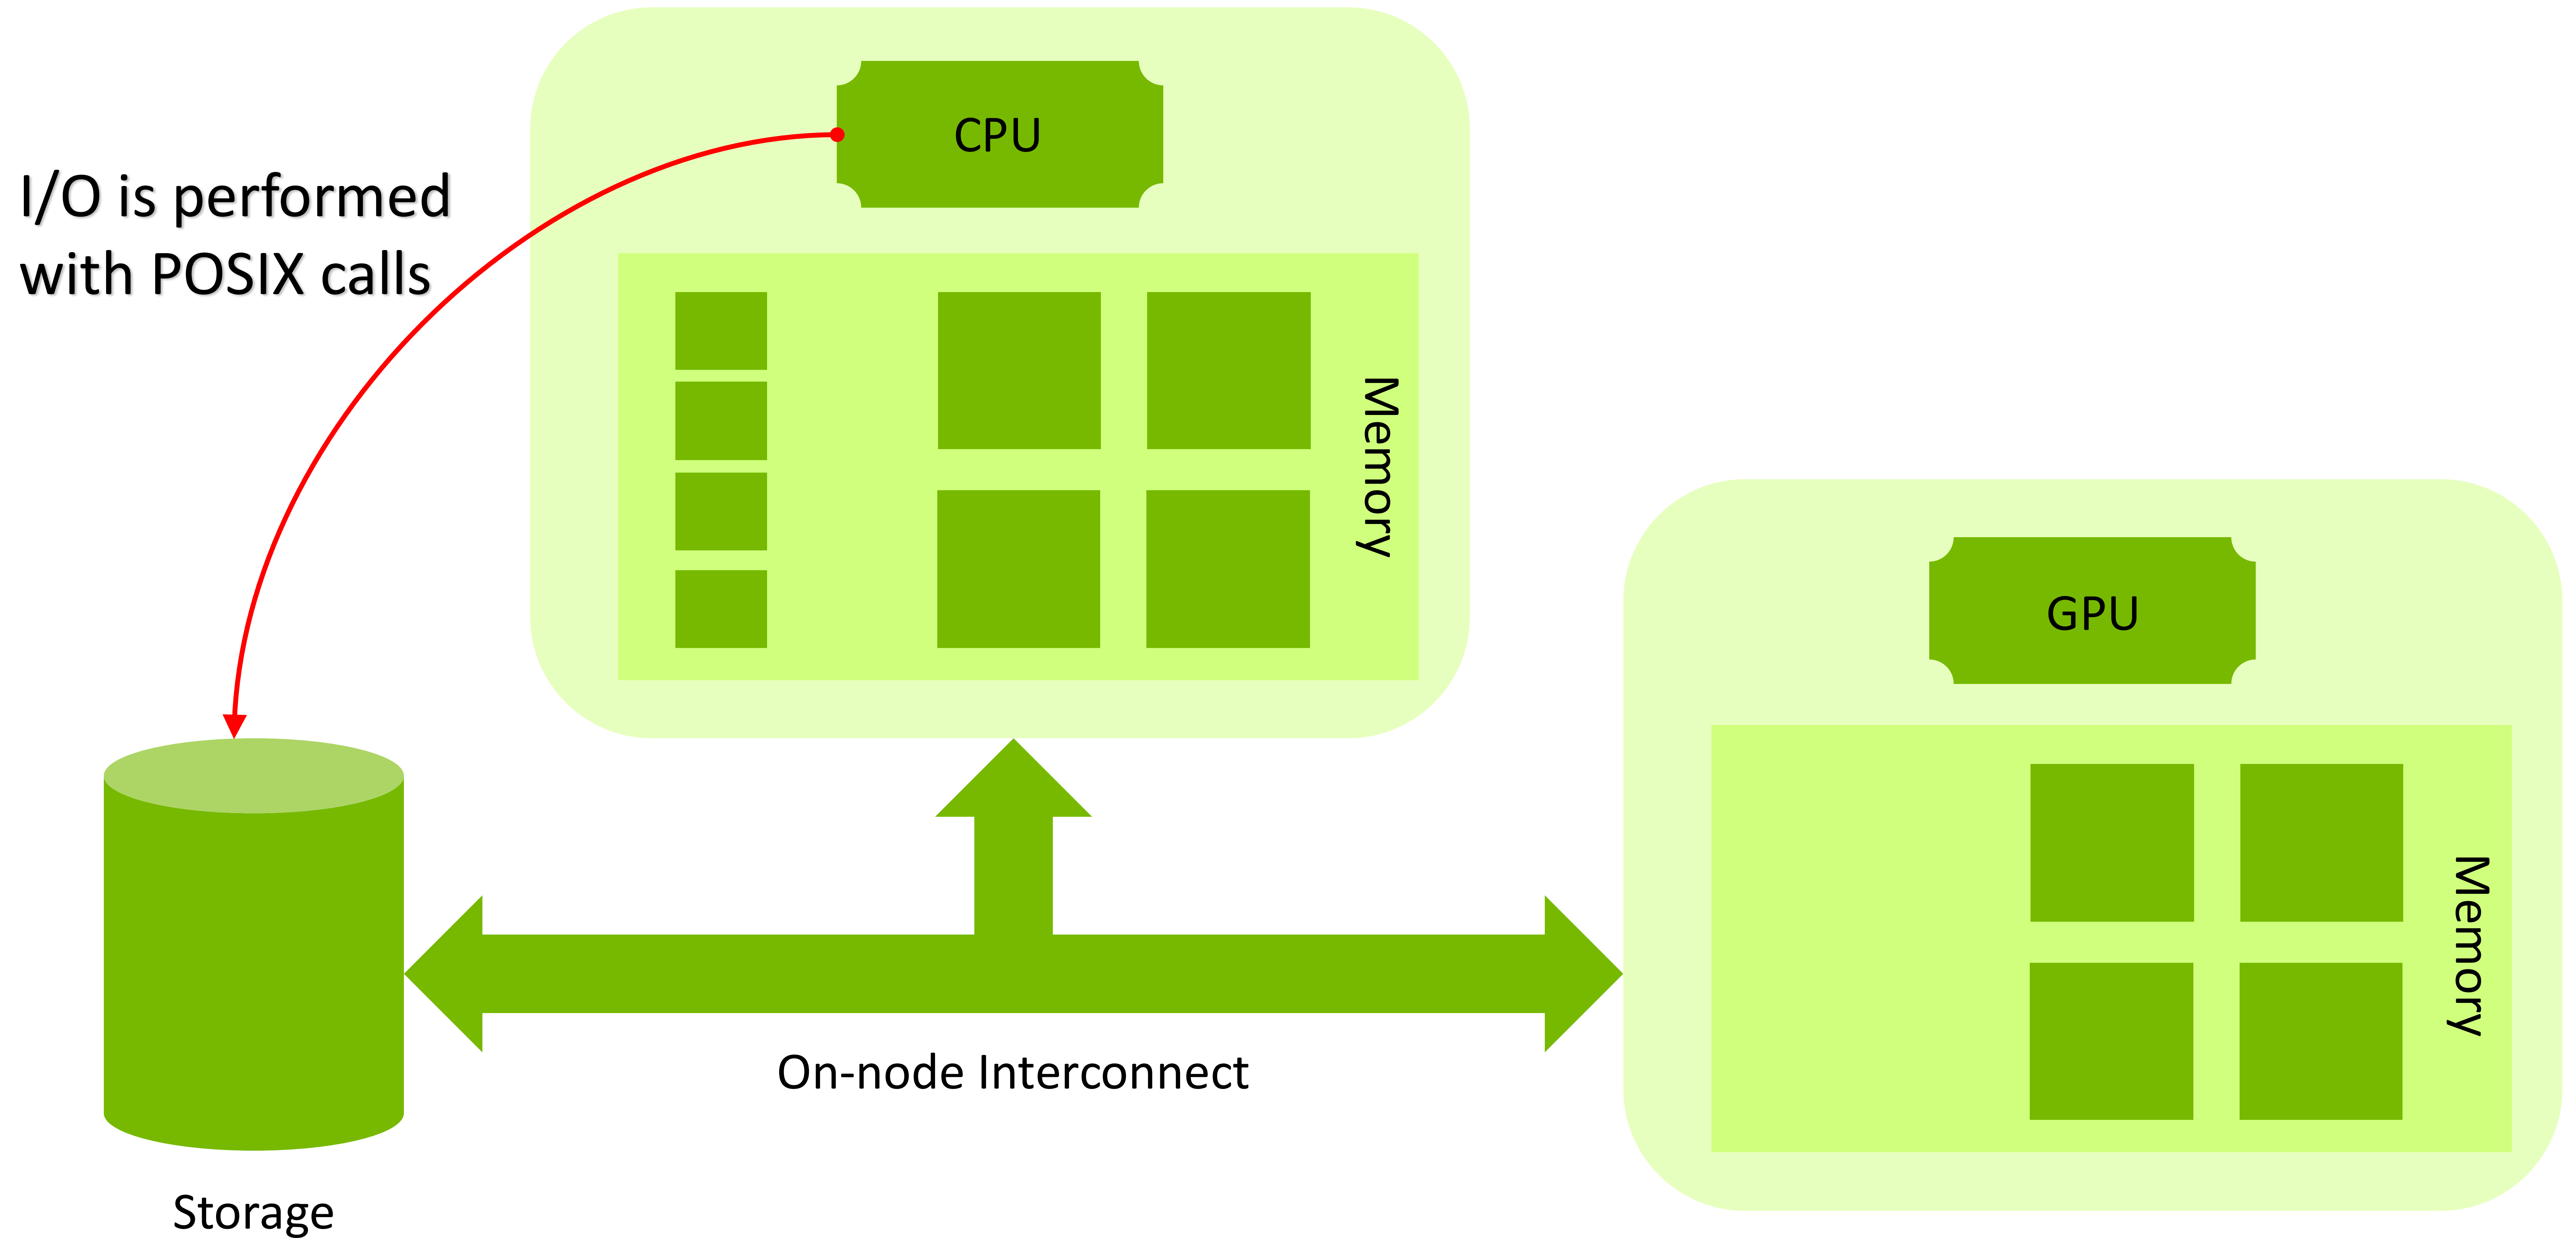 I/O is performed
with POSIX calls
CPU
Memory
GPU
Memory
On-node Interconnect
Storage